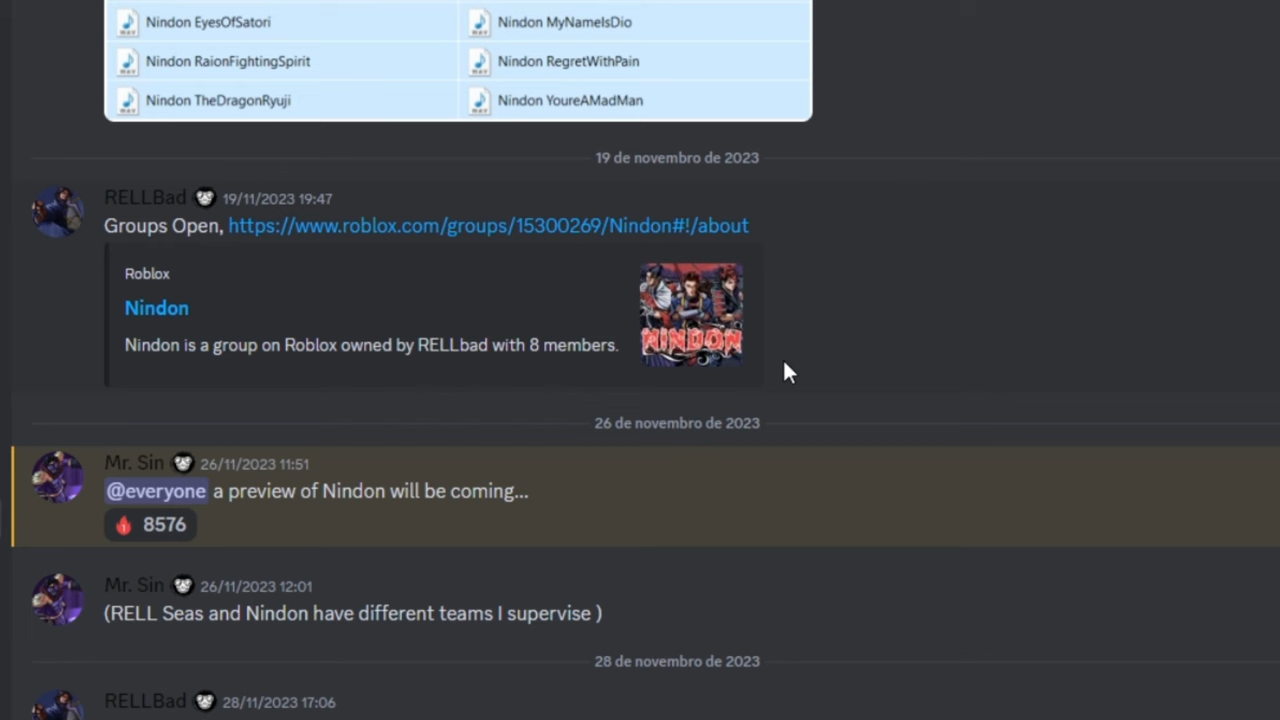 Nindon EyesOfSatori
Nindon MyNameIsDio
Nindon RaionFightingSpirit
Nindon RegretWithPain
Nindon TheDragonRyuji
Nindon YoureAMadMan
19 de novembro de 2023
RELLBad 19/11/2023 19:47
Groups Open, https://www.roblox.com/groups/15300269/Nindon#!/about
Roblox
Nindon
Nindon is a group on Roblox owned by RELLbad with 8 members.
NINDON
26 de novembro de 2023
Mr. Sin 26/11/2023 11:51
@everyone a preview of Nindon will be coming...
8576
Mr. Sin 26/11/2023 12:01
(RELL Seas and Nindon have different teams I supervise )
28 de novembro de 2023
RELLBad 28/11/2023 17:06